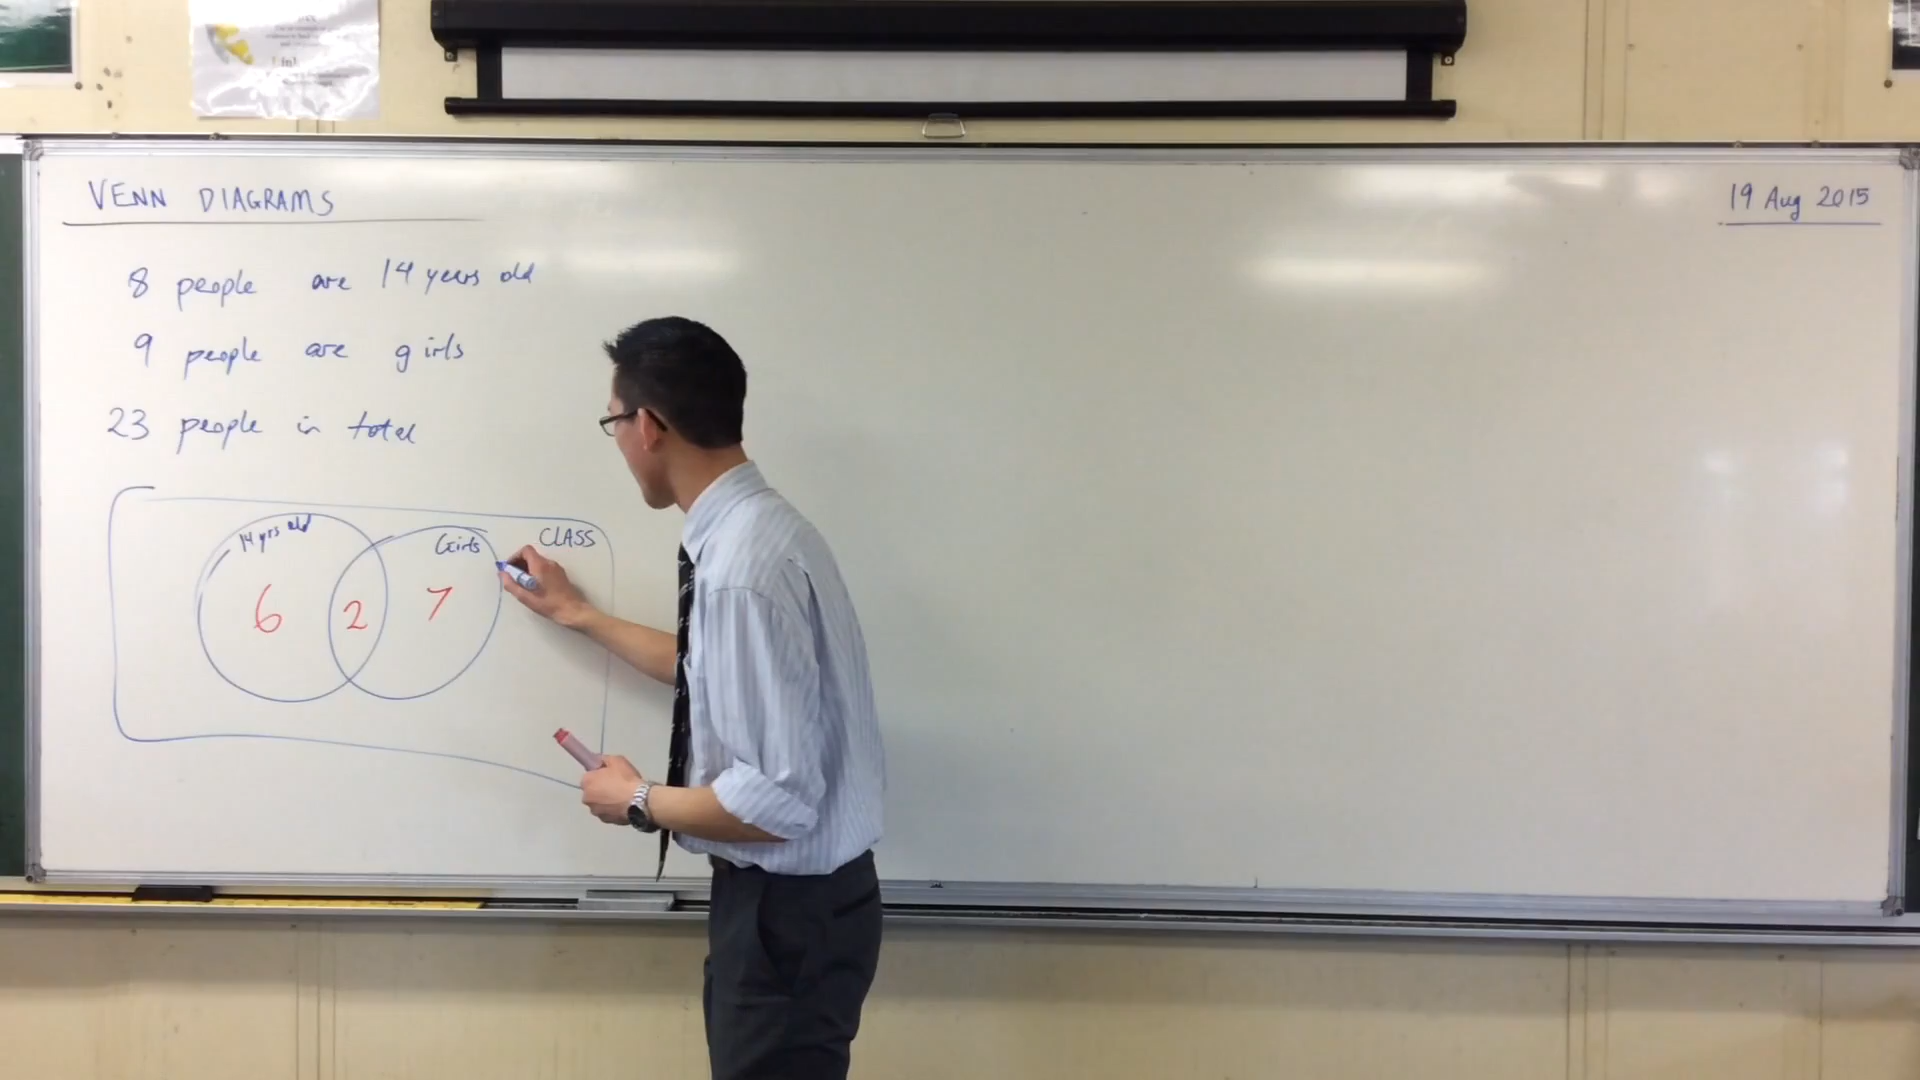 VENN DIAGRAMS
19 Aug 2015
8 people are 14 years old
9 people are girls
23 people in total
14 yrs old
Girls
CLASS
6
2
7